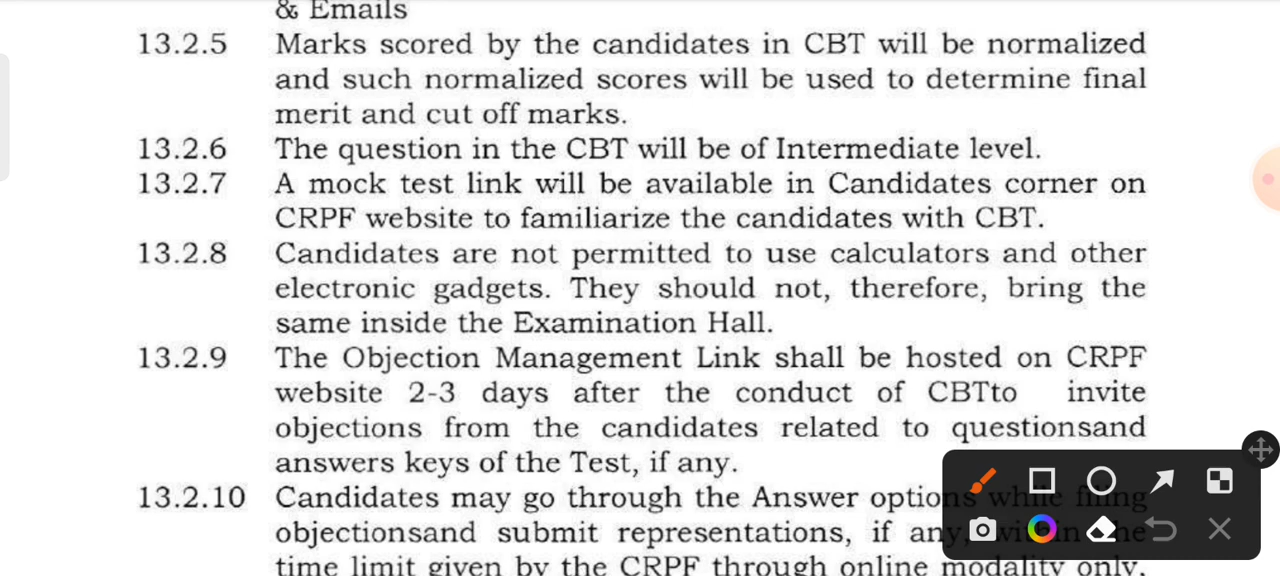 & Emails
13.2.5 Marks scored by the candidates in CBT will be normalized
and such normalized scores will be used to determine final
merit and cut off marks.
13.2.6 The question in the CBT will be of Intermediate level.
13.2.7 A mock test link will be available in Candidates corner on
CRPF website to familiarize the candidates with CBT.
13.2.8 Candidates are not permitted to use calculators and other
electronic gadgets. They should not, therefore, bring the
same inside the Examination Hall.
13.2.9 The Objection Management Link shall be hosted on CRPF
website 2-3 days after the conduct of CBTto invite
objections from the candidates related to questionsand
answers keys of the Test, if any.
13.2.10 Candidates may go through the Answer options while filing
objectionsand submit representations, if any, within the
time limit given by the CRPF through online modality only,